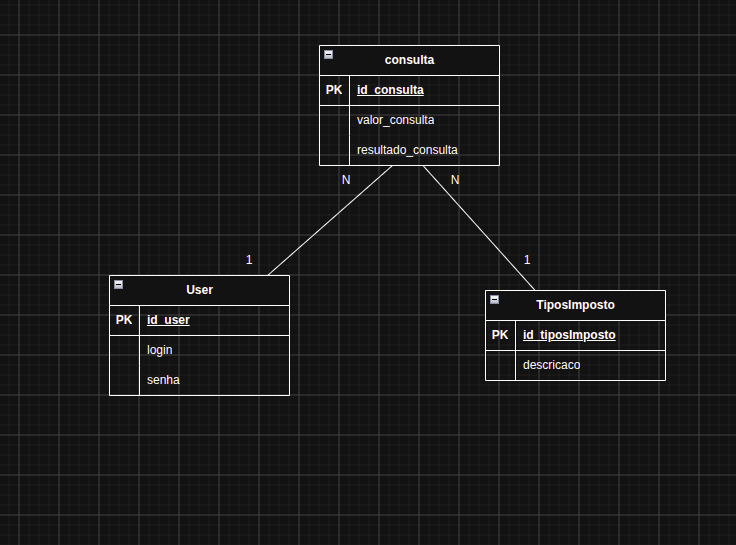 consulta
PK id_consulta
valor_consulta
resultado_consulta
N N
1 1
User
PK id_user
login
senha
TiposImposto
PK id_tiposImposto
descricaco